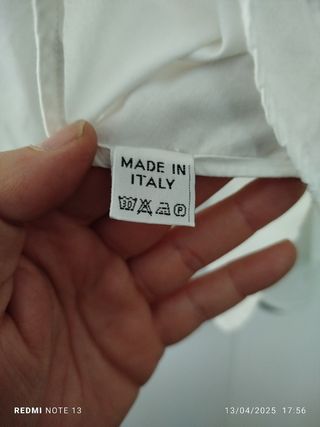 MADE IN
ITALY
P
REDMI NOTE 13
13/04/2025 17:56